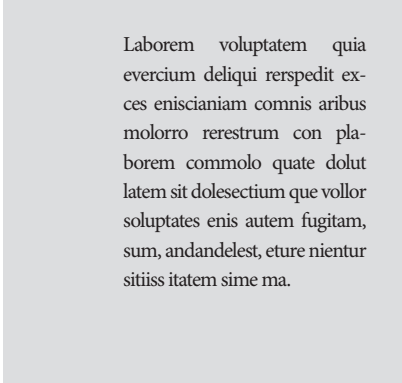 Laborem voluptatem quia
evercium deliqui rerspedit ex-
ces eniscianiam comnis aribus
molorro rerestrum con pla-
borem commolo quate dolut
latem sit dolesectium que vollor
soluptates enis autem fugitam,
sum, andandelest, eture nientur
sitiiss itatem sime ma.